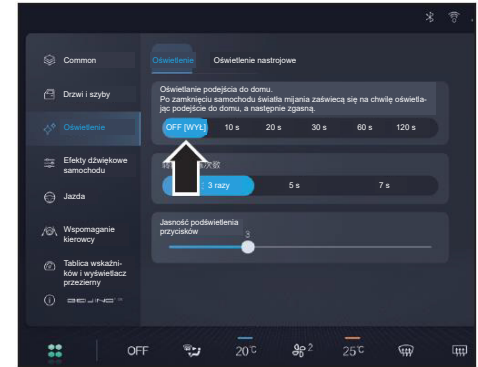 Common
Oświetlenie
Oświetlenie nastrojowe
Drzwi i szyby
Oświetlenie
Efekty dźwiękowe
samochodu
Jazda
Wspomaganie
kierowcy
Tablica wskaźni-
ków i wyświetlacz
przezierny
BEIJING
Oświetlanie podejścia do domu.
Po zamknięciu samochodu światła mijania zaświecą się na chwilę oświetla-
jąc podejście do domu, a następnie zgasną.
OFF [WYŁ] 10 s 20 s 30 s 60 s 120 s
次数
3 razy 5 s 7 s
Jasność podświetlenia
przycisków
3
OFF 20°C 2 25°C